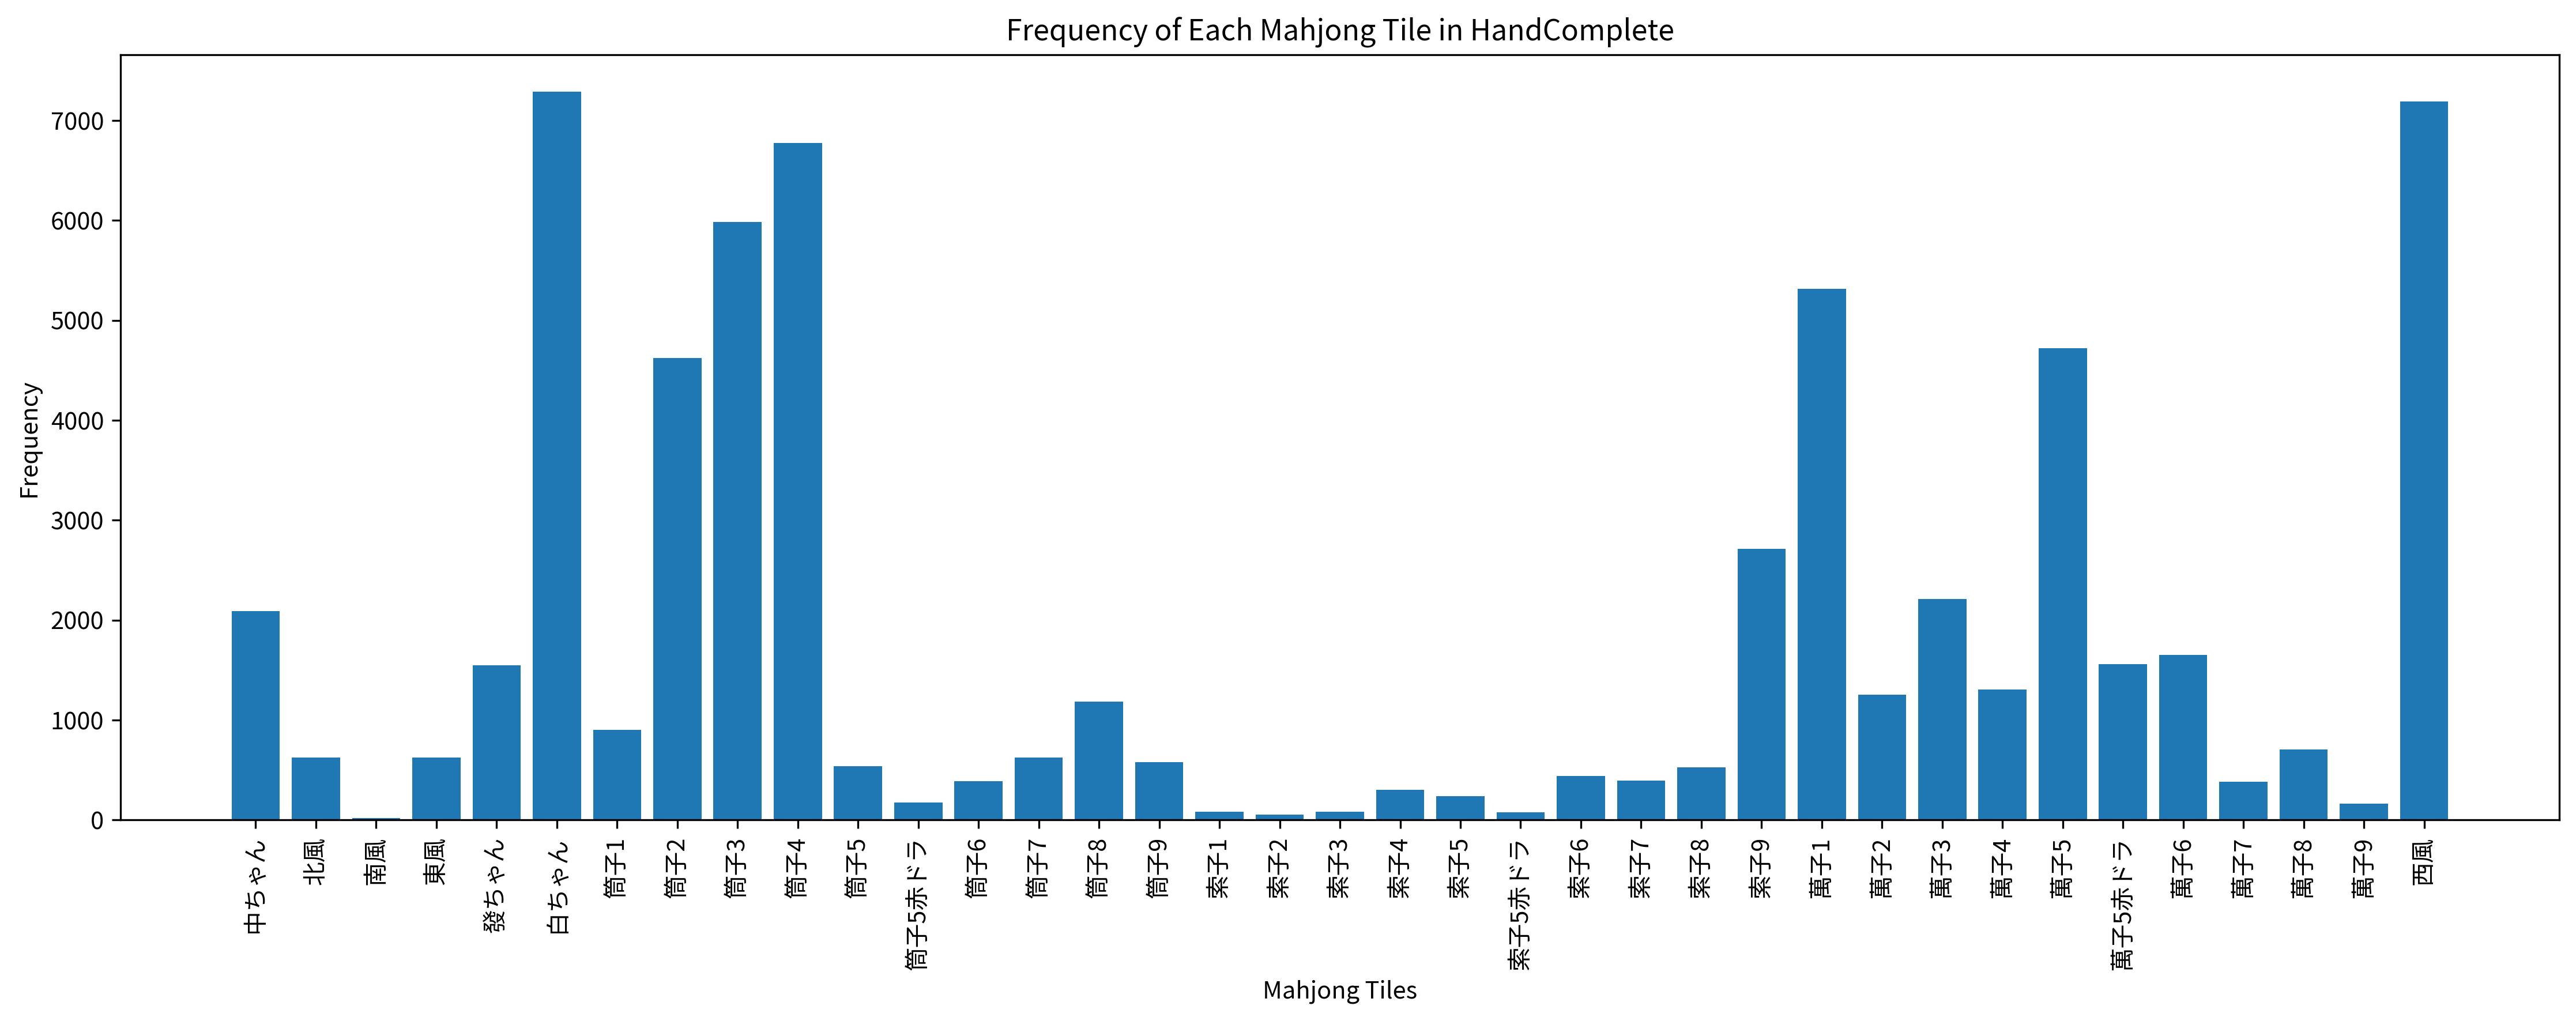 Frequency of Each Mahjong Tile in HandComplete
Frequency
7000
6000
5000
4000
3000
2000
1000
0
中ちゃん
北風
南風
東風
發ちゃん
白ちゃん
筒子1
筒子2
筒子3
筒子4
筒子5
筒子5赤ドラ
筒子6
筒子7
筒子8
筒子9
索子1
索子2
索子3
索子4
索子5
索子5赤ドラ
索子6
索子7
索子8
索子9
萬子1
萬子2
萬子3
萬子4
萬子5
萬子5赤ドラ
萬子6
萬子7
萬子8
萬子9
西風
Mahjong Tiles